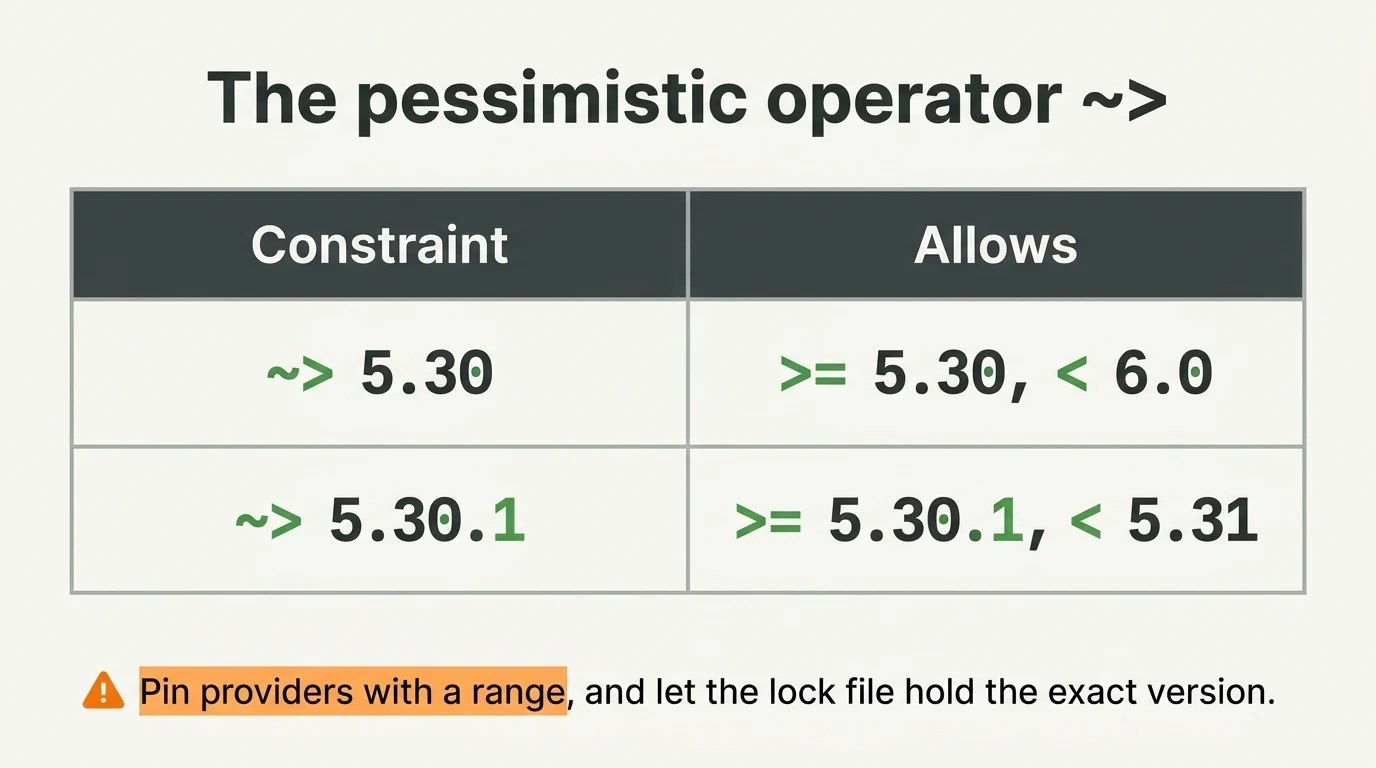 The pessimistic operator ~>
Constraint Allows
~> 5.30 >= 5.30, < 6.0
~> 5.30.1 >= 5.30.1, < 5.31
Pin providers with a range, and let the lock file hold the exact version.